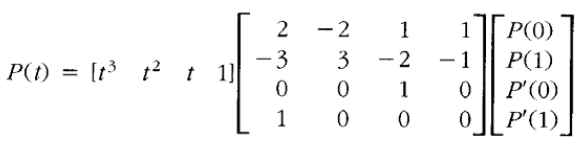 P(t) = [t³ t² t 1] [ 2 −2 1 1 ] [ P(0) ]
[ −3 3 −2 −1 ] [ P(1) ]
[ 0 0 1 0 ] [ P′(0) ]
[ 1 0 0 0 ] [ P′(1) ]